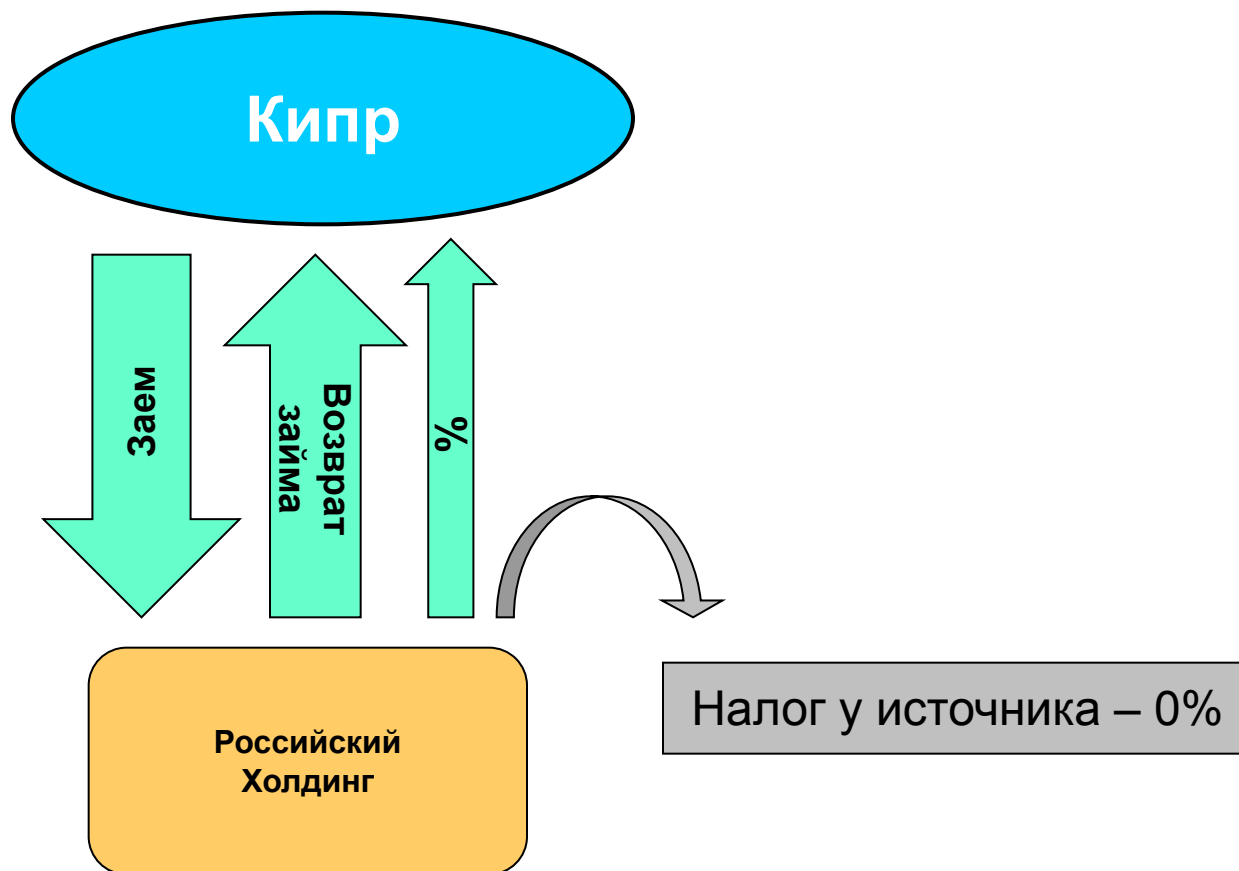 Кипр
Заем
Возврат
займа
%
Российский
Холдинг
Налог у источника – 0%